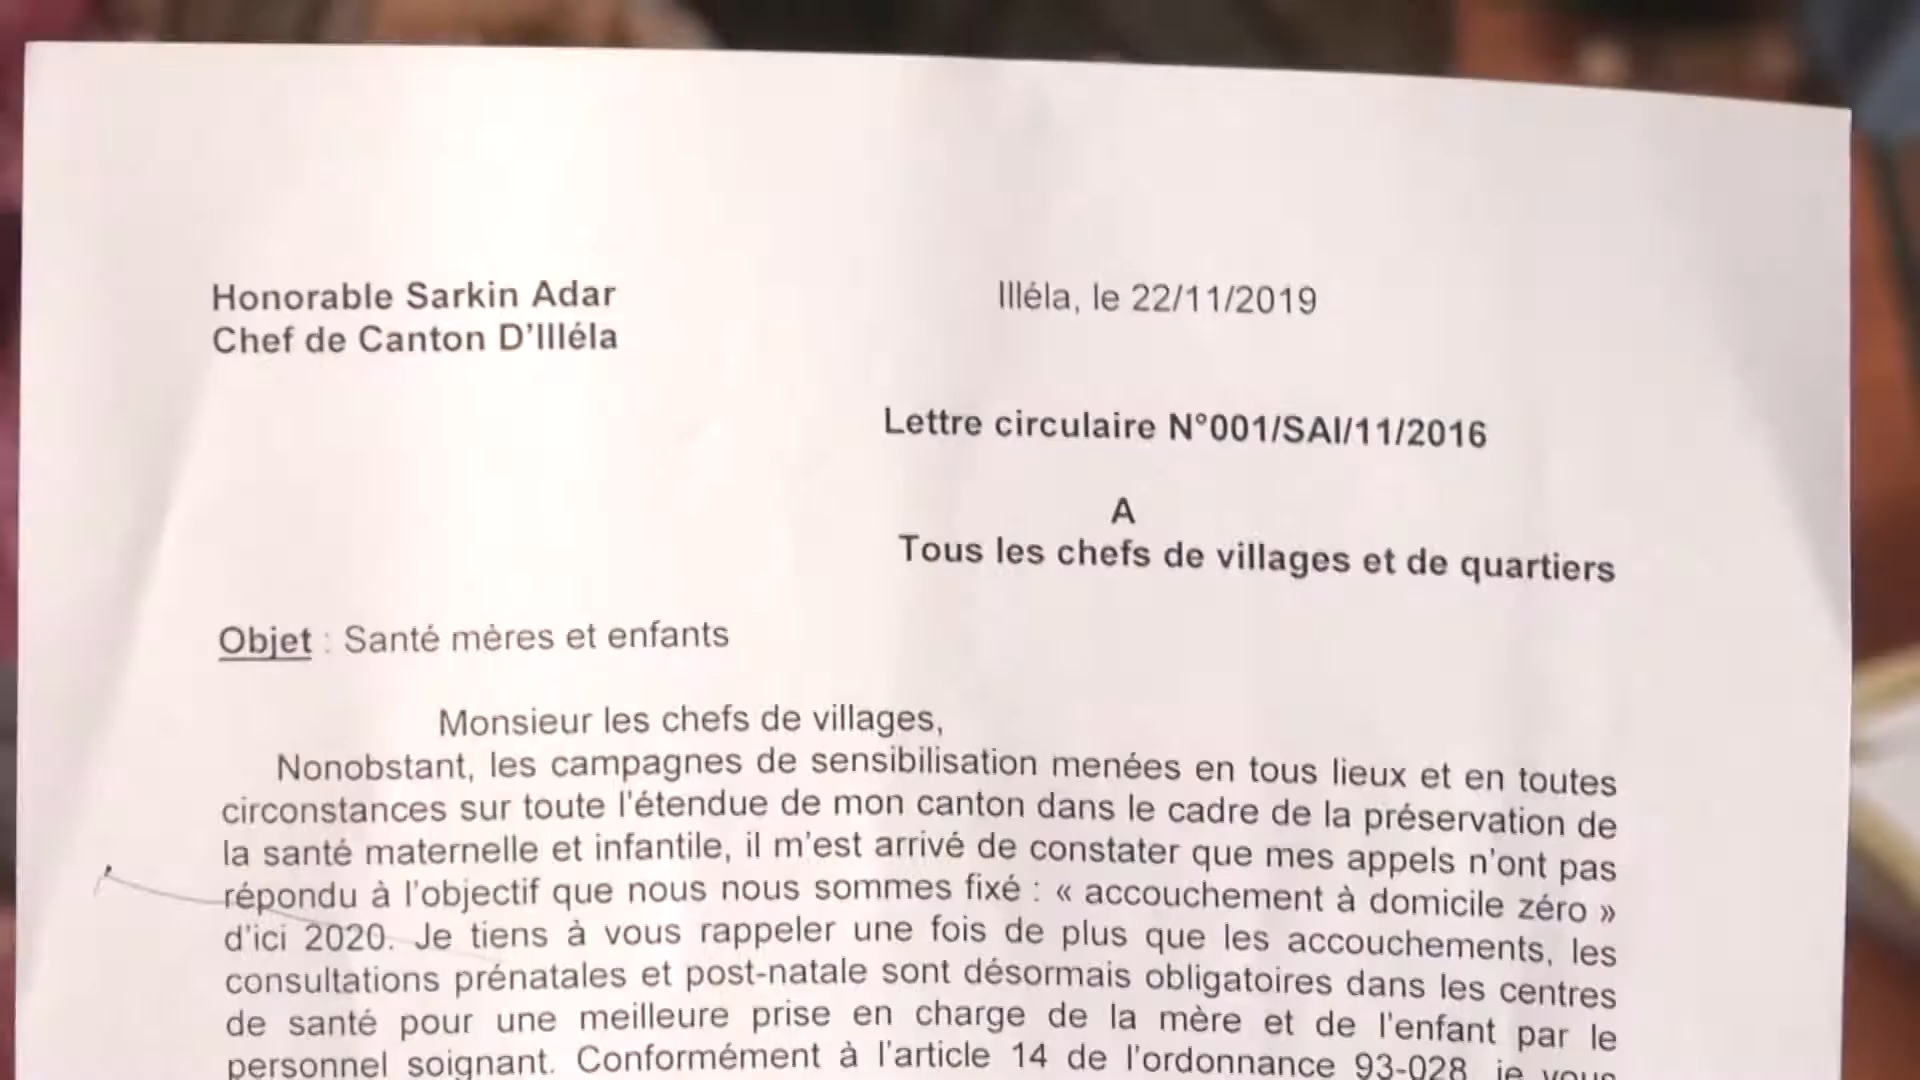 Honorable Sarkin Adar
Chef de Canton D'Illéla
Illéla, le 22/11/2019
Lettre circulaire N°001/SAI/11/2016
A
Tous les chefs de villages et de quartiers
Objet : Santé mères et enfants
Monsieur les chefs de villages,
Nonobstant, les campagnes de sensibilisation menées en tous lieux et en toutes
circonstances sur toute l'étendue de mon canton dans le cadre de la préservation de
la santé maternelle et infantile, il m'est arrivé de constater que mes appels n'ont pas
répondu à l'objectif que nous nous sommes fixé : « accouchement à domicile zéro »
d'ici 2020. Je tiens à vous rappeler une fois de plus que les accouchements, les
consultations prénatales et post-natale sont désormais obligatoires dans les centres
de santé pour une meilleure prise en charge de la mère et de l'enfant par le
personnel soignant. Conformément à l'article 14 de l'ordonnance 93-028, je vous